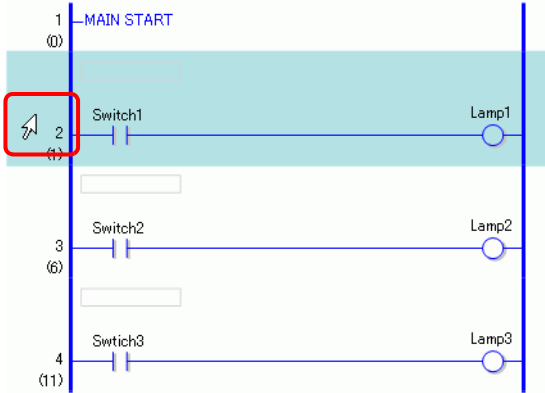 1 MAIN START
(0)
Switch1 Lamp1
2
(1)
Switch2 Lamp2
3
(6)
Swtich3 Lamp3
4
(11)